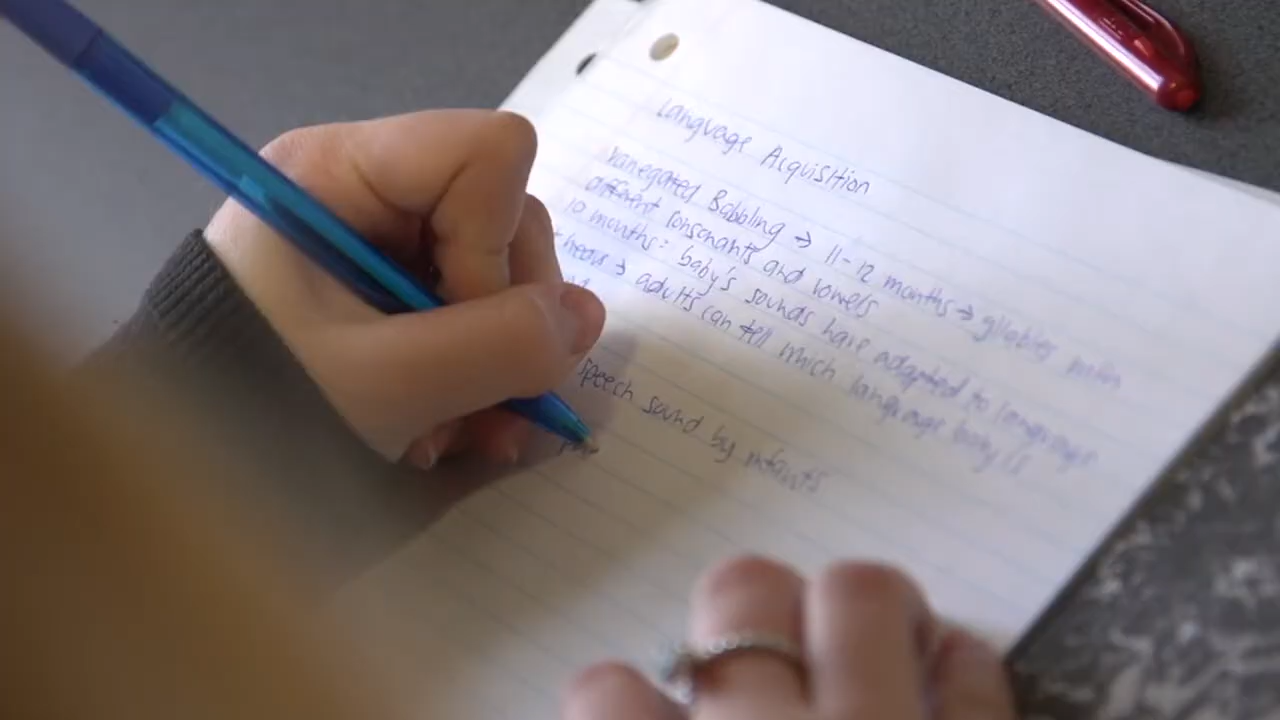 Language Acquisition
Variegated Babbling → 11-12 months → syllables with
different consonants and vowels
10 months: baby's sounds have adapted to language
hears → adults can tell which language baby is
speech sound by infants